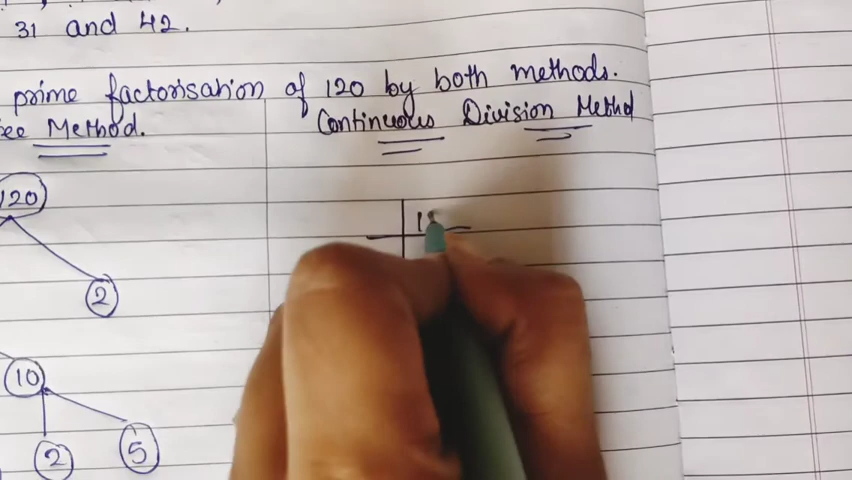 31 and 42.
prime factorisation of 120 by both methods.
Method.
Continuous Division Method
120
2
10
2
5